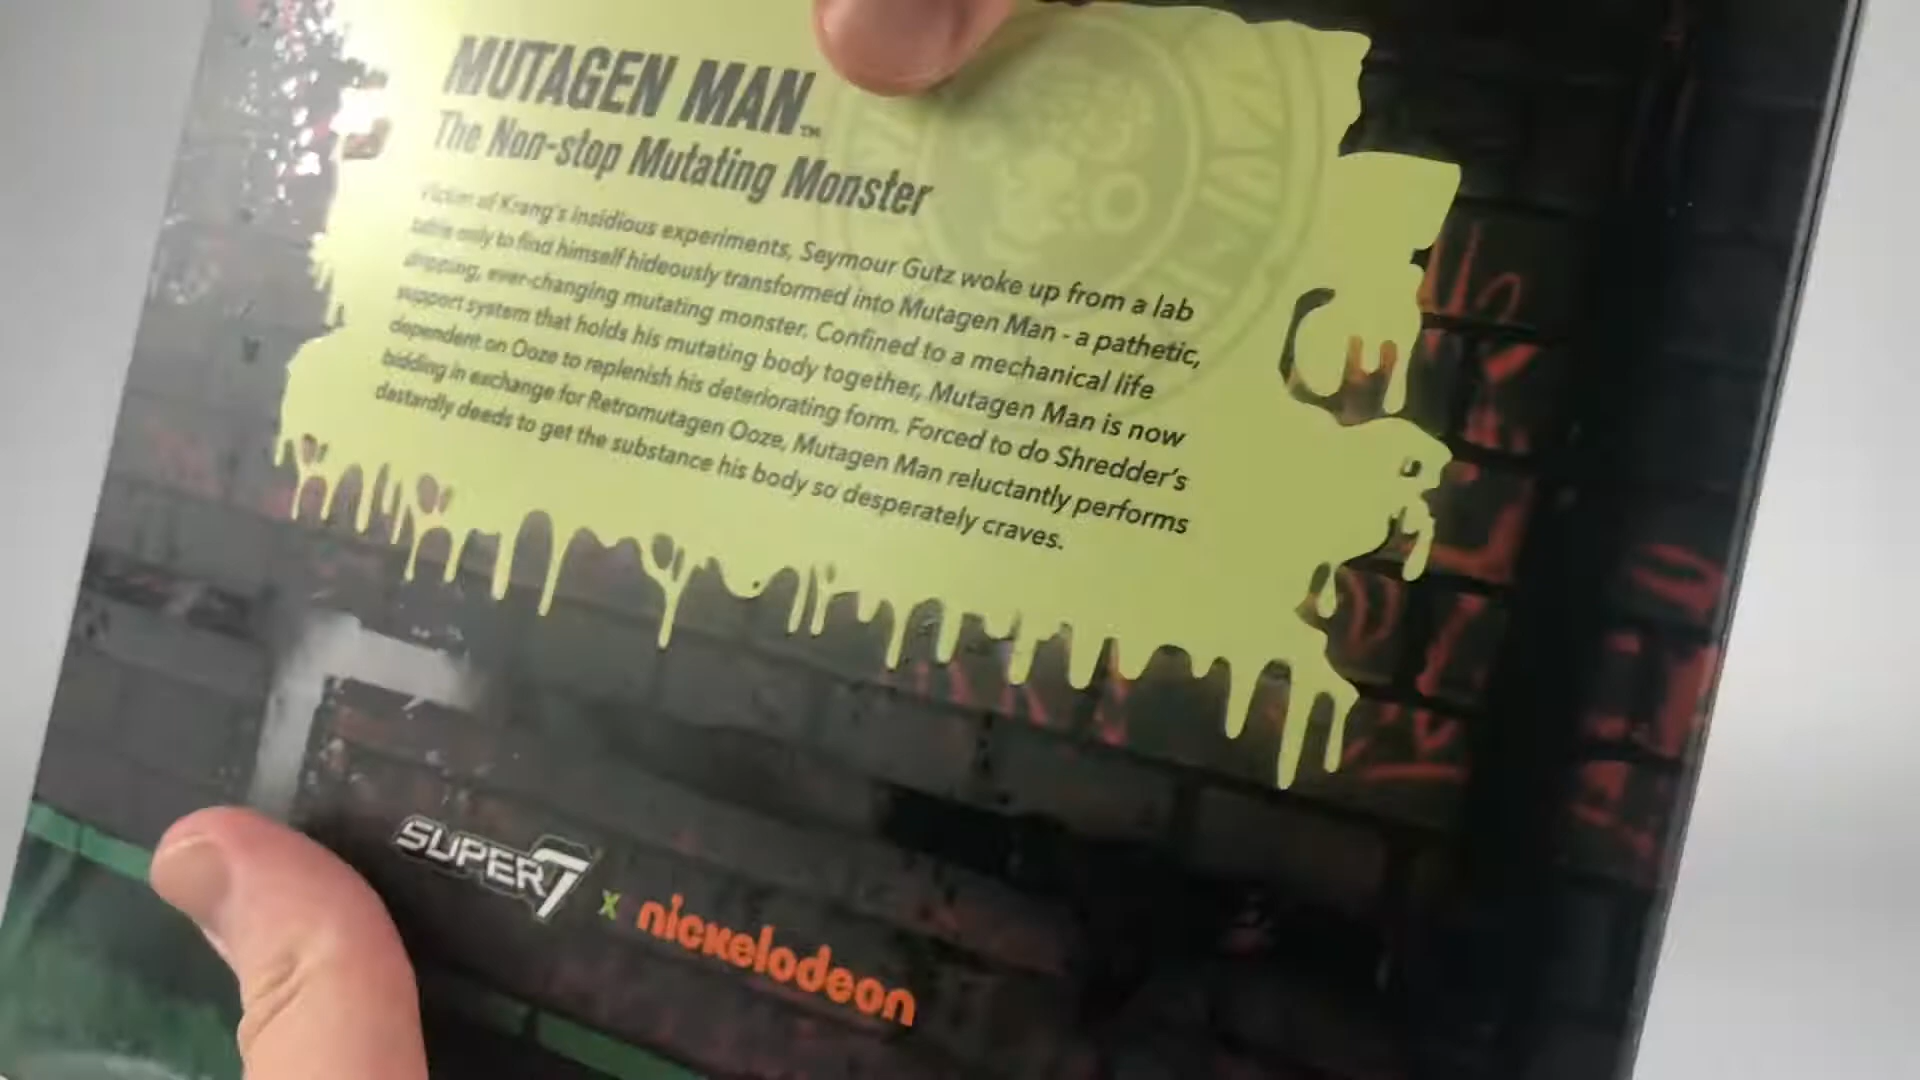 MUTAGEN MAN™
The Non-stop Mutating Monster
Victim of Krang's insidious experiments, Seymour Gutz woke up from a lab
table only to find himself hideously transformed into Mutagen Man - a pathetic,
dripping, ever-changing mutating monster. Confined to a mechanical life
support system that holds his mutating body together, Mutagen Man is now
dependent on Ooze to replenish his deteriorating form. Forced to do Shredder's
bidding in exchange for Retromutagen Ooze, Mutagen Man reluctantly performs
dastardly deeds to get the substance his body so desperately craves.
SUPER7 x nickelodeon